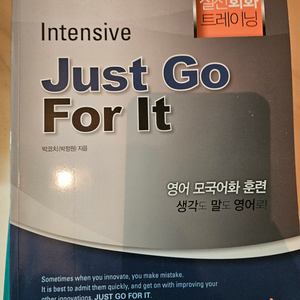 실전회화
트레이닝
Intensive
Just Go
For It
박코치(박정원) 지음
영어 모국어화 훈련
생각도 말도 영어로!
Sometimes when you innovate, you make mistake.
It is best to admit them quickly, and get on with improving your
other innovations. JUST GO FOR IT.